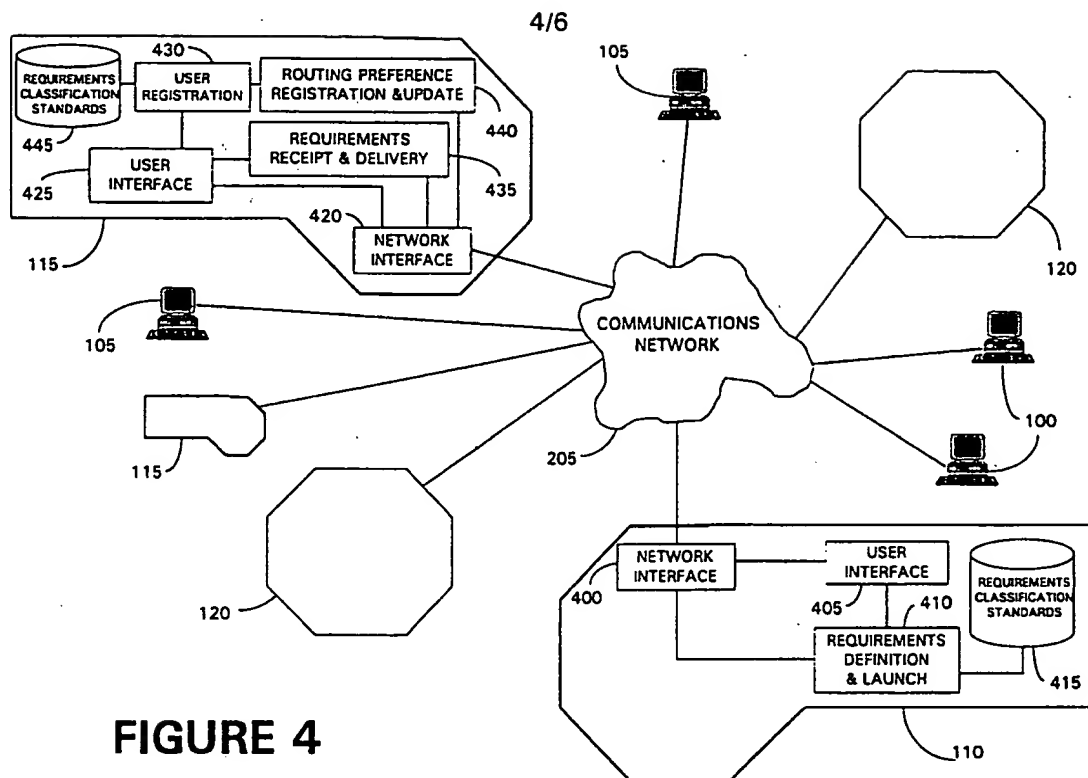 4/6
430
105
REQUIREMENTS
CLASSIFICATION
STANDARDS
USER
REGISTRATION
ROUTING PREFERENCE
REGISTRATION &UPDATE
445
440
REQUIREMENTS
RECEIPT & DELIVERY
USER
INTERFACE
425
435
420
NETWORK
INTERFACE
115
120
105
COMMUNICATIONS
NETWORK
100
115
205
NETWORK
INTERFACE
USER
INTERFACE
REQUIREMENTS
CLASSIFICATION
STANDARDS
400
405
410
120
REQUIREMENTS
DEFINITION
& LAUNCH
415
FIGURE 4
110